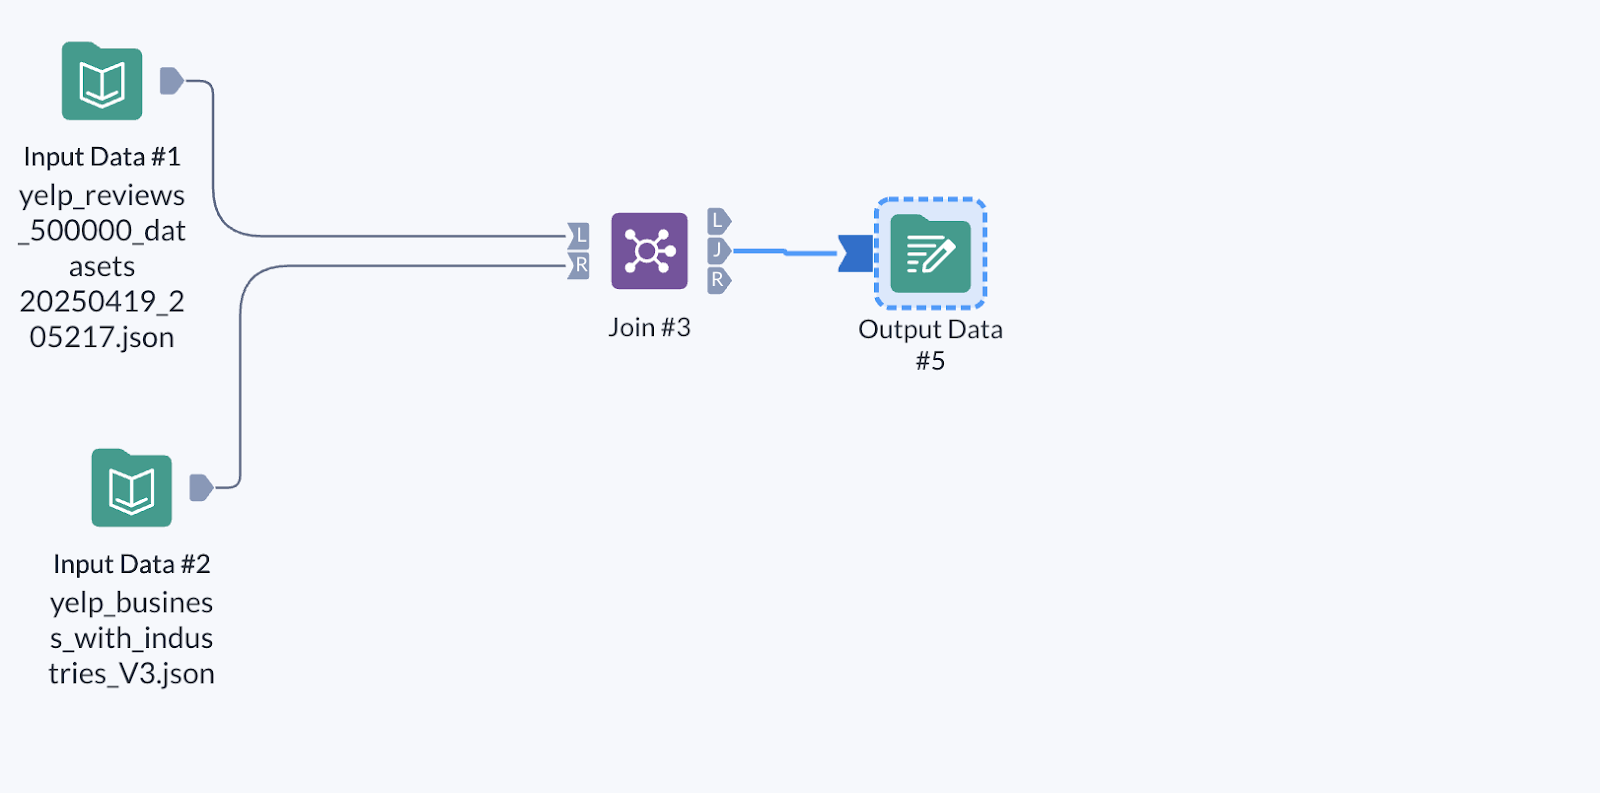 Input Data #1
yelp_reviews
_500000_dat
asets
20250419_2
05217.json
L
R
L
J
R
Join #3
Output Data
#5
Input Data #2
yelp_busines
s_with_indus
tries_V3.json